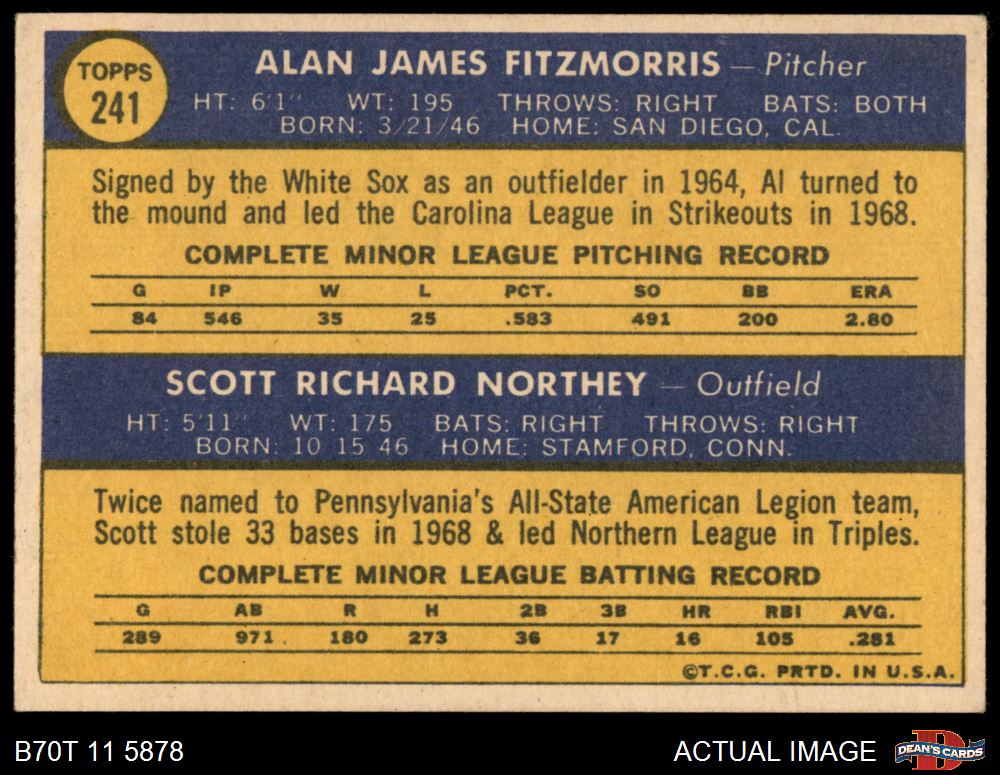 TOPPS
241
ALAN JAMES FITZMORRIS — Pitcher
HT: 6'1" WT: 195 THROWS: RIGHT BATS: BOTH
BORN: 3/21/46 HOME: SAN DIEGO, CAL.
Signed by the White Sox as an outfielder in 1964, Al turned to
the mound and led the Carolina League in Strikeouts in 1968.
COMPLETE MINOR LEAGUE PITCHING RECORD
G IP W L PCT. SO BB ERA
84 546 35 25 .583 491 200 2.80
SCOTT RICHARD NORTHEY — Outfield
HT: 5'11" WT: 175 BATS: RIGHT THROWS: RIGHT
BORN: 10 15 46 HOME: STAMFORD, CONN.
Twice named to Pennsylvania's All-State American Legion team,
Scott stole 33 bases in 1968 & led Northern League in Triples.
COMPLETE MINOR LEAGUE BATTING RECORD
G AB R H 2B 3B HR RBI AVG.
289 971 180 273 36 17 16 105 .281
©T.C.G. PRTD. IN U.S.A.
B70T 11 5878 ACTUAL IMAGE
B DEAN'S CARDS